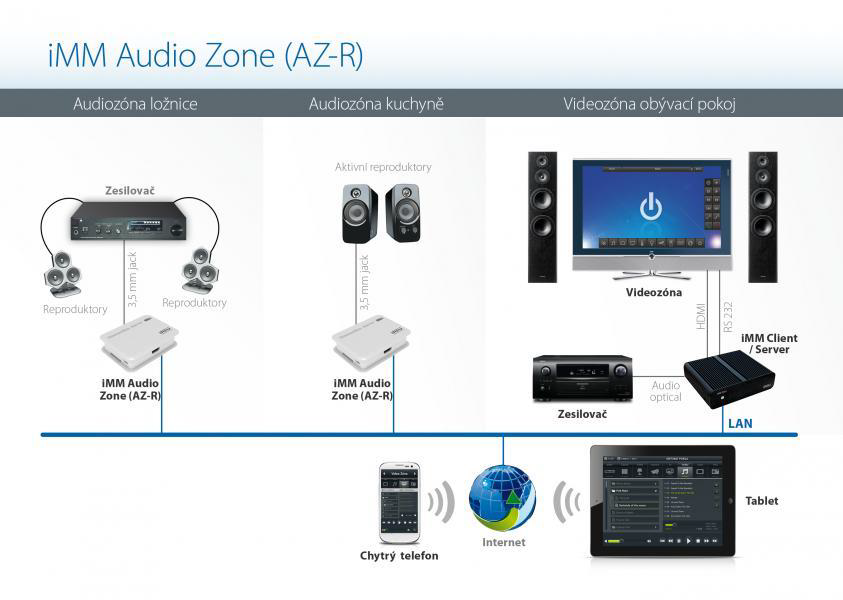 iMM Audio Zone (AZ-R)
Audiozóna ložnice
Audiozóna kuchyně
Videozóna obývací pokoj
Zesilovač
Reproduktory
3,5 mm jack
Reproduktory
iMM Audio
Zone (AZ-R)
Aktivní reproduktory
3,5 mm jack
iMM Audio
Zone (AZ-R)
Videozóna
HDMI
RS 232
iMM Client
/ Server
Audio
optical
Zesilovač
LAN
Video Zone
Chytrý telefon
Internet
Tablet